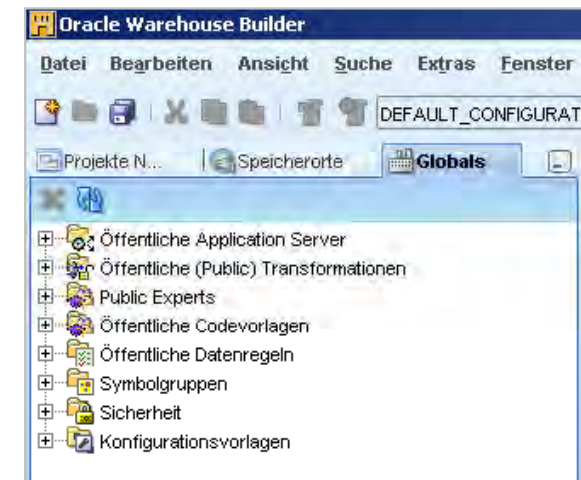 Oracle Warehouse Builder
Datei Bearbeiten Ansicht Suche Extras Fenster
DEFAULT_CONFIGURAT
Projekte N... Speicherorte Globals
Öffentliche Application Server
Öffentliche (Public) Transformationen
Public Experts
Öffentliche Codevorlagen
Öffentliche Datenregeln
Symbolgruppen
Sicherheit
Konfigurationsvorlagen